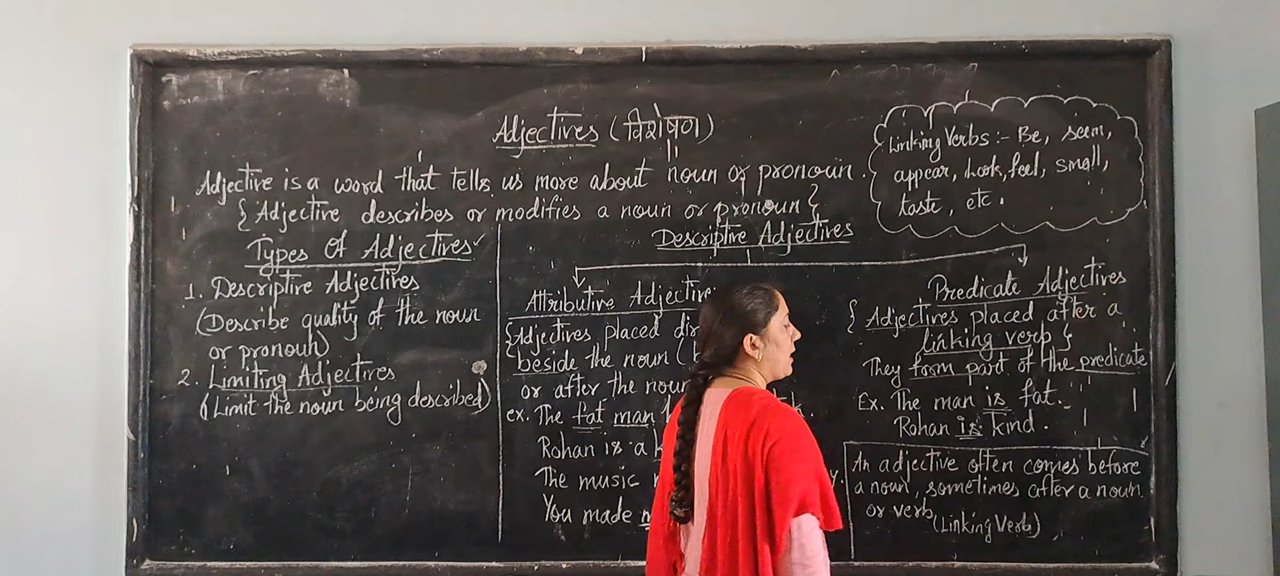 Adjectives (विशेषण)
Linking Verbs :- Be, seem,
appear, Look, feel, small,
taste, etc.
Adjective is a word that tells us more about noun or pronoun.
{ Adjective describes or modifies a noun or pronoun }
Types of Adjectives
1. Descriptive Adjectives
(Describe quality of the noun
or pronoun)
2. Limiting Adjectives
(Limit the noun being described)
Descriptive Adjectives
Attributive Adjective
{ Adjectives placed
beside the noun (
or after the noun
ex. The fat man
Rohan is a
The music
You made
Predicate Adjectives
{ Adjectives placed after a
linking verb }
They form part of the predicate
Ex. The man is fat.
Rohan is kind.
An adjective often comes before
a noun, sometimes after a noun
or verb
(Linking Verb)